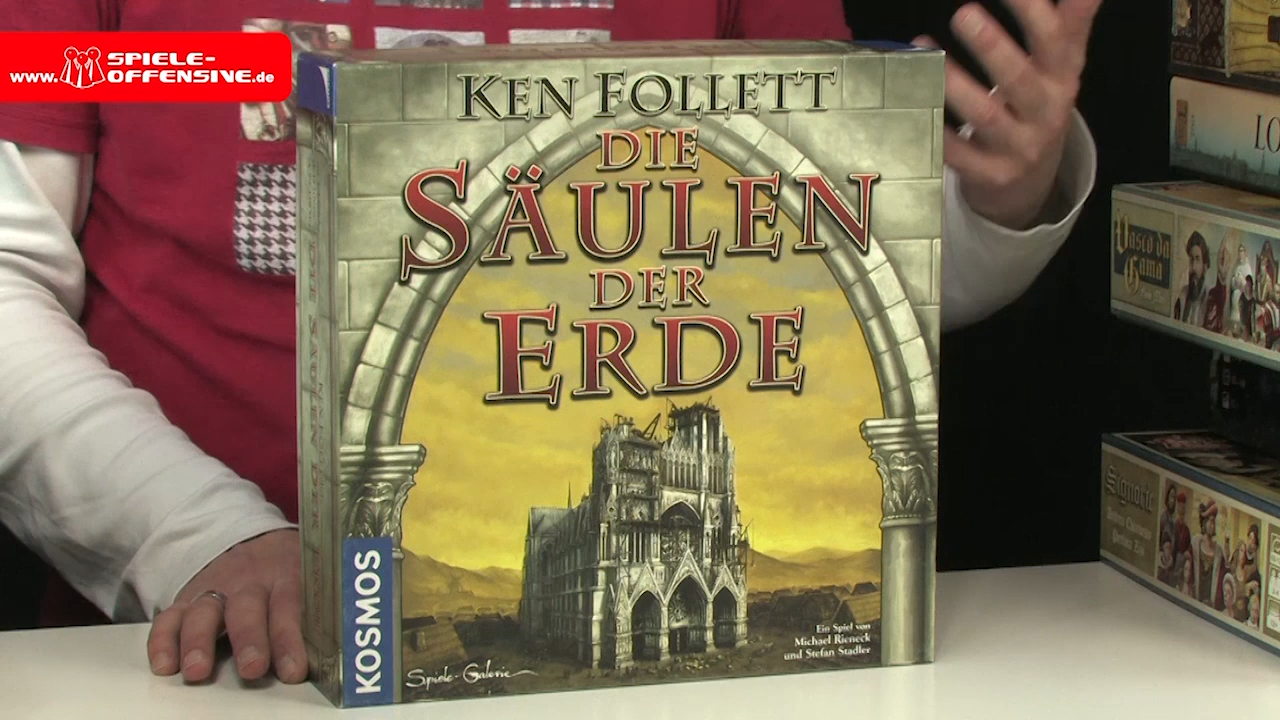 www.SPIELE-OFFENSIVE.de
KEN FOLLETT
DIE
SÄULEN
DER
ERDE
KOSMOS
Spiele-Galerie
Ein Spiel von
Michael Rieneck
und Stefan Stadler
LO
Vasco da
Gama
Signorie